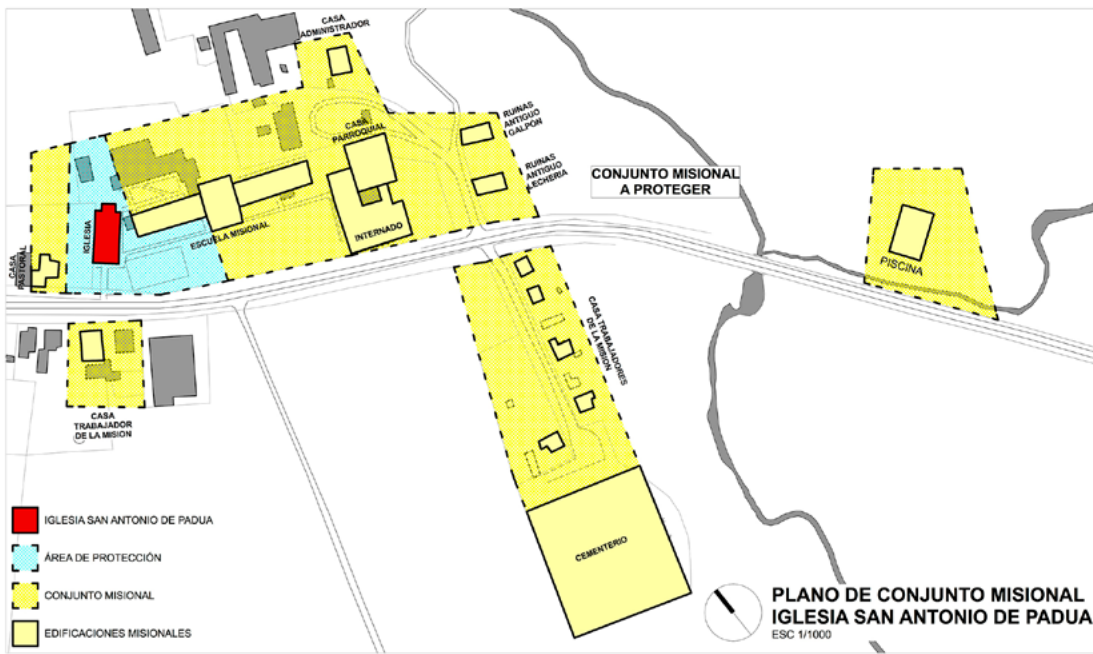 CASA
ADMINISTRADOR
CASA
PARROQUIAL
RUINAS
ANTIGUO
GALPÓN
RUINAS
ANTIGUO
LECHERIA
CONJUNTO MISIONAL
A PROTEGER
IGLESIA
ESCUELA MISIONAL
INTERNADO
CASA
PASTORAL
PISCINA
CASA TRABAJADORES
DE LA MISION
CASA
TRABAJADOR
DE LA MISION
CEMENTERIO
IGLESIA SAN ANTONIO DE PADUA
ÁREA DE PROTECCIÓN
CONJUNTO MISIONAL
EDIFICACIONES MISIONALES
PLANO DE CONJUNTO MISIONAL
IGLESIA SAN ANTONIO DE PADUA
ESC 1/1000